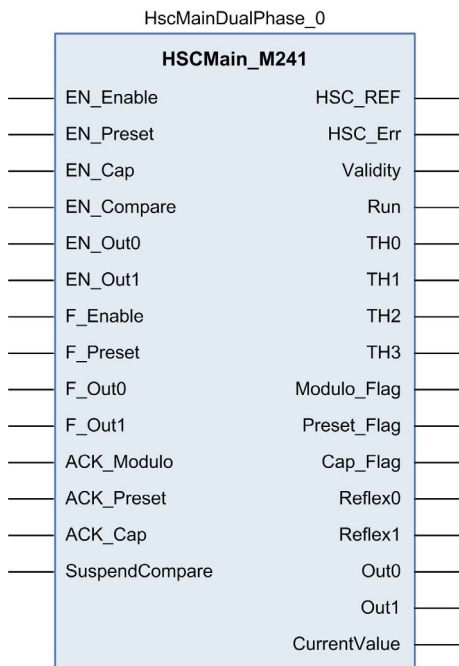 HscMainDualPhase_0
HSCMain_M241
EN_Enable HSC_REF
EN_Preset HSC_Err
EN_Cap Validity
EN_Compare Run
EN_Out0 TH0
EN_Out1 TH1
F_Enable TH2
F_Preset TH3
F_Out0 Modulo_Flag
F_Out1 Preset_Flag
ACK_Modulo Cap_Flag
ACK_Preset Reflex0
ACK_Cap Reflex1
SuspendCompare Out0
Out1
CurrentValue